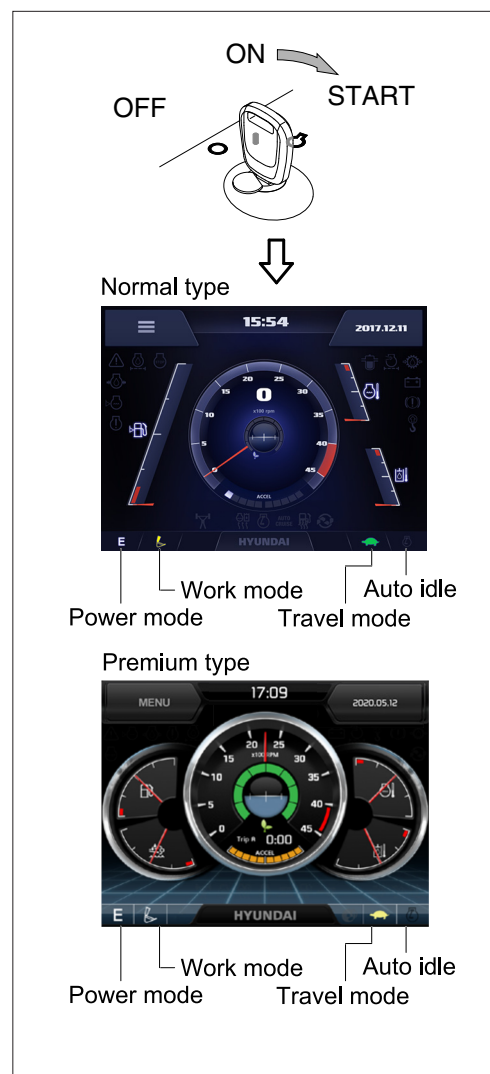 ON
START
OFF
Normal type
15:54
2017.12.11
0
x100 rpm
0
5
10
15
20
25
30
35
40
45
ACCEL
AUTO
E
HYUNDAI
Work mode
Auto idle
Power mode
Travel mode
Premium type
MENU
17:09
2020.05.12
x100 RPM
0
5
10
15
20
25
30
35
40
45
Trip A 0:00
ACCEL
E
HYUNDAI
Work mode
Auto idle
Power mode
Travel mode